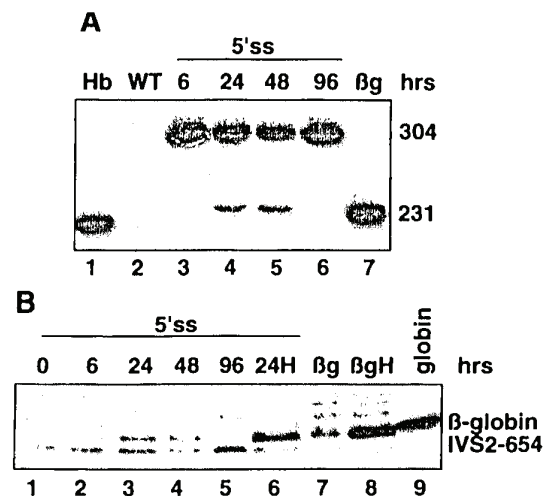 A
5'ss
Hb WT 6 24 48 96 ßg hrs
304
231
1 2 3 4 5 6 7
B
5'ss
0 6 24 48 96 24H ßg ßgH globin hrs
ß-globin
IVS2-654
1 2 3 4 5 6 7 8 9